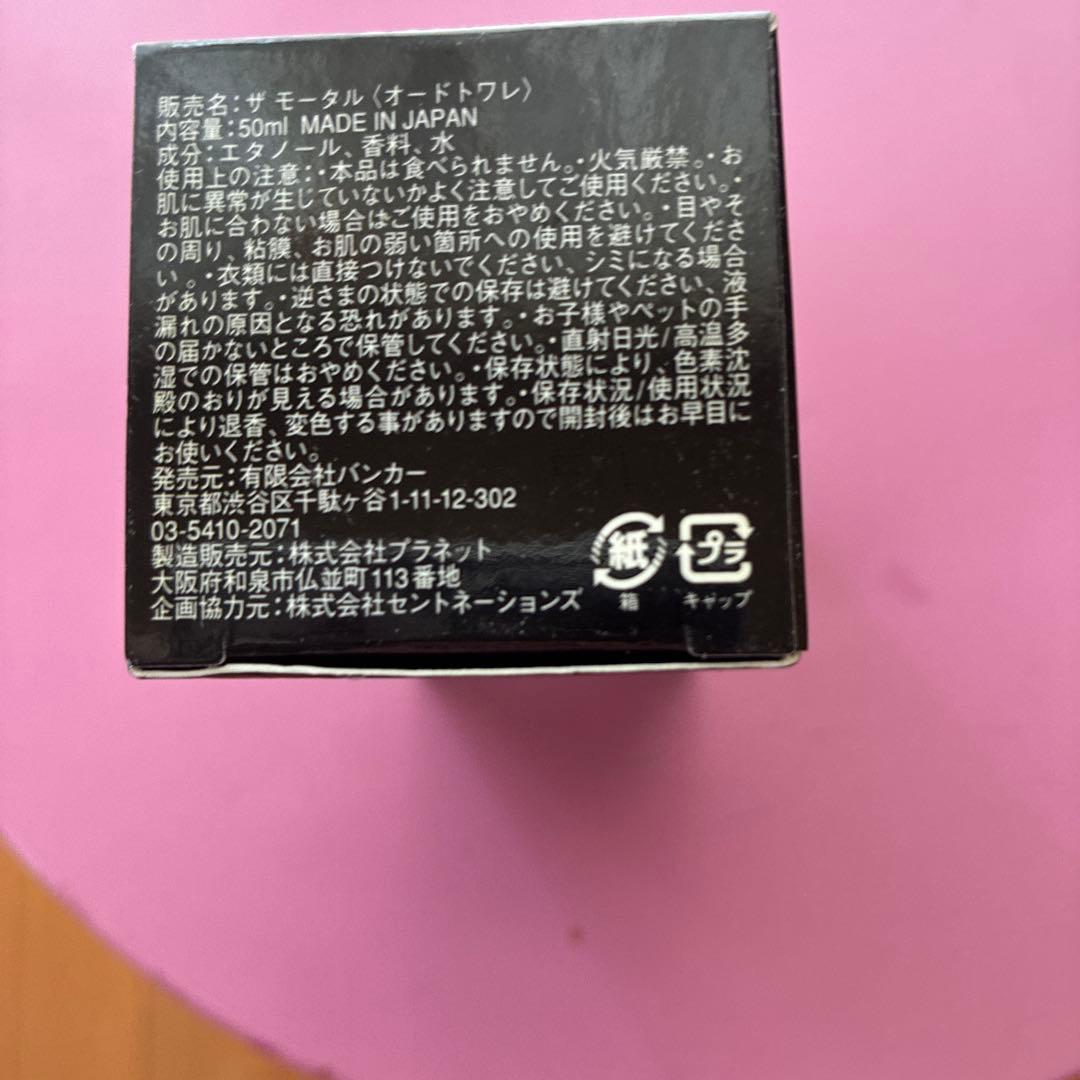 販売名：ザ モータル〈オードトワレ〉
内容量：50ml MADE IN JAPAN
成分：エタノール、香料、水
使用上の注意：・本品は食べられません。・火気厳禁。・お
肌に異常が生じていないかよく注意してご使用ください。・
お肌に合わない場合はご使用をおやめください。・目やそ
の周り、粘膜、お肌の弱い箇所への使用を避けてくださ
い。・衣類には直接つけないでください、シミになる場合
があります。・逆さまの状態での保存は避けてください、液
漏れの原因となる恐れがあります。・お子様やペットの手
の届かないところで保管してください。・直射日光/高温多
湿での保管はおやめください。・保存状態により、色素沈
殿のおりが見える場合があります。・保存状況/使用状況
により退香、変色する事がありますので開封後はお早目に
お使いください。
発売元：有限会社バンカー
東京都渋谷区千駄ヶ谷1-11-12-302
03-5410-2071
製造販売元：株式会社プラネット
大阪府和泉市仏並町113番地
企画協力元：株式会社セントネーションズ
紙 プラ
箱 キャップ